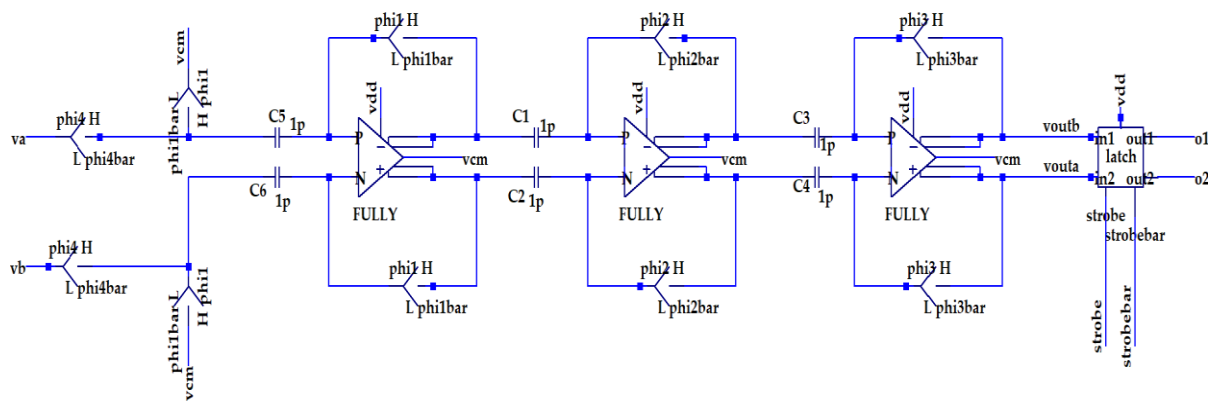 phi1 H
L phi1bar
phi2 H
L phi2bar
phi3 H
L phi3bar
vcm
phi1bar L
H phi1
va
phi4 H
L phi4bar
C5
1p
C6
1p
P
N
vdd
vcm
FULLY
C1
1p
C2
1p
P
N
vdd
vcm
FULLY
C3
1p
C4
1p
P
N
vdd
vcm
FULLY
voutb
vouta
vdd
in1 out1
latch
in2 out2
o1
o2
strobe
strobebar
strobe
strobebar
vb
phi4 H
L phi4bar
phi1bar L
H phi1
vcm
phi1 H
L phi1bar
phi2 H
L phi2bar
phi3 H
L phi3bar